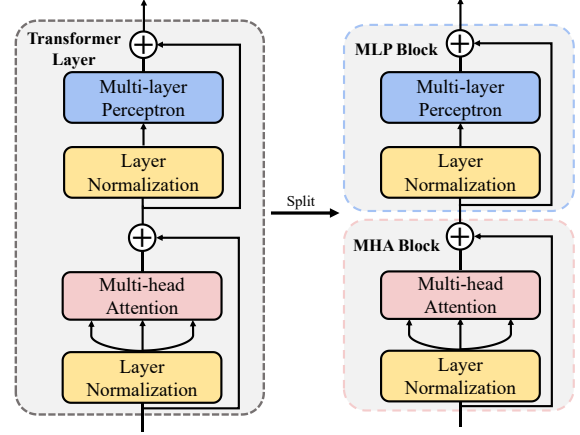 Transformer
Layer
Multi-layer
Perceptron
Layer
Normalization
Multi-head
Attention
Layer
Normalization
Split
MLP Block
Multi-layer
Perceptron
Layer
Normalization
MHA Block
Multi-head
Attention
Layer
Normalization